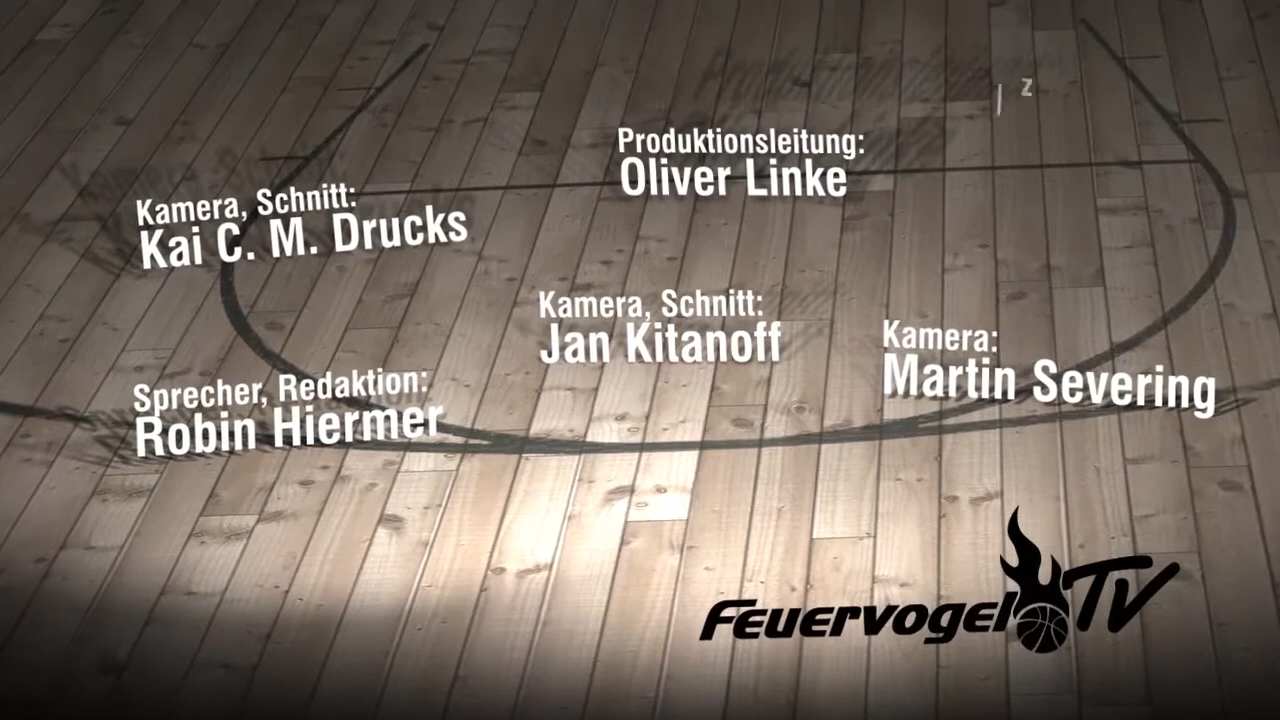 Produktionsleitung:
Oliver Linke
Kamera, Schnitt:
Kai C. M. Drucks
Kamera, Schnitt:
Jan Kitanoff
Kamera:
Martin Severing
Sprecher, Redaktion:
Robin Hiermer
Feuervogel TV